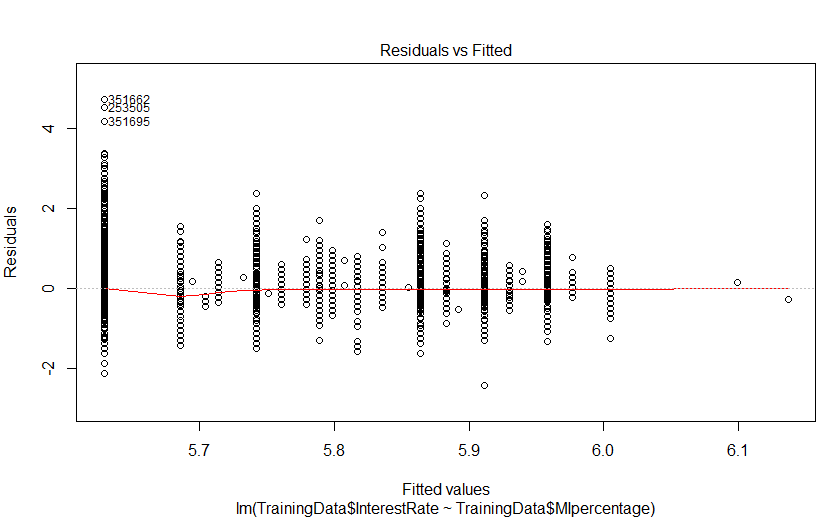 Residuals vs Fitted
351662
253505
351695
4
2
0
-2
Residuals
5.7 5.8 5.9 6.0 6.1
Fitted values
lm(TrainingData$InterestRate ~ TrainingData$MIpercentage)